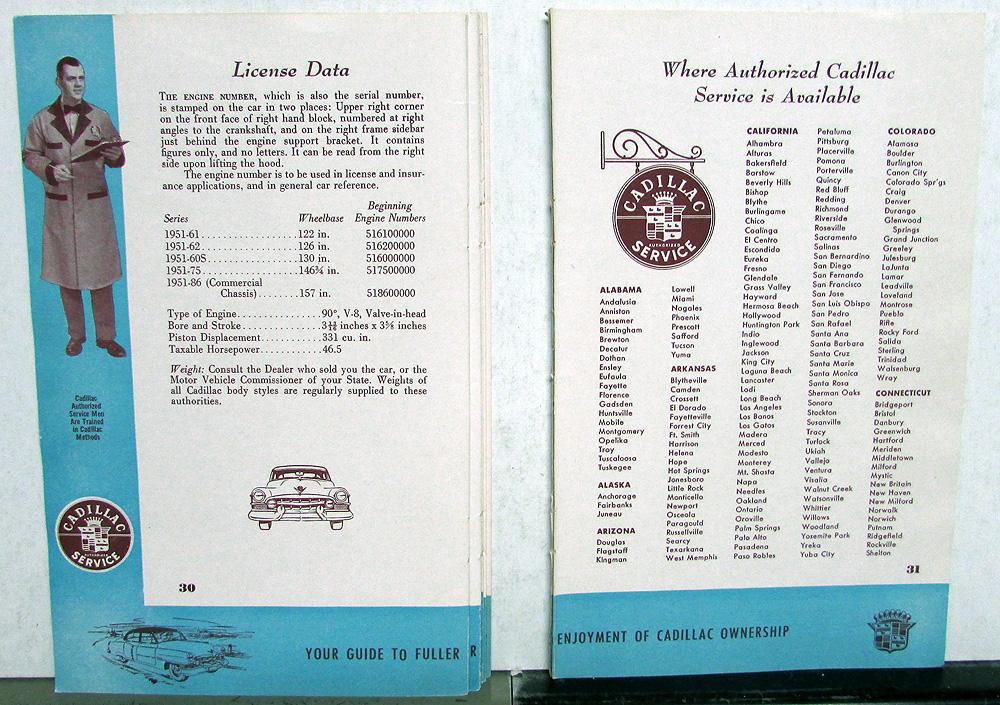 License Data
THE ENGINE NUMBER, which is also the serial number,
is stamped on the car in two places: Upper right corner
on the front face of right hand block, numbered at right
angles to the crankshaft, and on the right frame sidebar
just behind the engine support bracket. It contains
figures only, and no letters. It can be read from the right
side upon lifting the hood.
The engine number is to be used in license and insur-
ance applications, and in general car reference.
Beginning
Series Wheelbase Engine Numbers
1951-61..................122 in. 516100000
1951-62..................126 in. 516200000
1951-60S................130 in. 516000000
1951-75..................146¾ in. 517500000
1951-86 (Commercial
Chassis)........157 in. 518600000
Type of Engine..............90°, V-8, Valve-in-head
Bore and Stroke.............3 13/16 inches x 3⅝ inches
Piston Displacement.........331 cu. in.
Taxable Horsepower..........46.5
Weight: Consult the Dealer who sold you the car, or the
Motor Vehicle Commissioner of your State. Weights of
all Cadillac body styles are regularly supplied to these
authorities.
Cadillac
Authorized
Service Men
Are Trained
in Cadillac
Methods
CADILLAC
AUTHORIZED
SERVICE
30
YOUR GUIDE TO FULLER
R
Where Authorized Cadillac
Service is Available
CADILLAC
AUTHORIZED
SERVICE
ALABAMA
Andalusia
Anniston
Bessemer
Birmingham
Brewton
Decatur
Dothan
Ensley
Eufaula
Fayette
Florence
Gadsden
Huntsville
Mobile
Montgomery
Opelika
Troy
Tuscaloosa
Tuskegee
ALASKA
Anchorage
Fairbanks
Juneau
ARIZONA
Douglas
Flagstaff
Kingman
Lowell
Miami
Nogales
Phoenix
Prescott
Safford
Tucson
Yuma
ARKANSAS
Blytheville
Camden
Crossett
El Dorado
Fayetteville
Forrest City
Ft. Smith
Harrison
Helena
Hope
Hot Springs
Jonesboro
Little Rock
Monticello
Newport
Osceola
Paragould
Russellville
Searcy
Texarkana
West Memphis
CALIFORNIA
Alhambra
Alturas
Bakersfield
Barstow
Beverly Hills
Bishop
Blythe
Burlingame
Chico
Coalinga
El Centro
Escondido
Eureka
Fresno
Glendale
Grass Valley
Hayward
Hermosa Beach
Hollywood
Huntington Park
Indio
Inglewood
Jackson
King City
Laguna Beach
Lancaster
Lodi
Long Beach
Los Angeles
Los Banos
Los Gatos
Madera
Merced
Modesto
Monterey
Mt. Shasta
Napa
Needles
Oakland
Ontario
Oroville
Palm Springs
Palo Alto
Pasadena
Paso Robles
Petaluma
Pittsburg
Placerville
Pomona
Porterville
Quincy
Red Bluff
Redding
Richmond
Riverside
Roseville
Sacramento
Salinas
San Bernardino
San Diego
San Fernando
San Francisco
San Jose
San Luis Obispo
San Pedro
San Rafael
Santa Ana
Santa Barbara
Santa Cruz
Santa Marie
Santa Monica
Santa Rosa
Sherman Oaks
Sonora
Stockton
Susanville
Tracy
Turlock
Ukiah
Vallejo
Ventura
Visalia
Walnut Creek
Watsonville
Whittier
Willows
Woodland
Yosemite Park
Yreka
Yuba City
COLORADO
Alamosa
Boulder
Burlington
Canon City
Colorado Spr'gs
Craig
Denver
Durango
Glenwood
Springs
Grand Junction
Greeley
Julesburg
LaJunta
Lamar
Leadville
Loveland
Montrose
Pueblo
Rifle
Rocky Ford
Salida
Sterling
Trinidad
Walsenburg
Wray
CONNECTICUT
Bridgeport
Bristol
Danbury
Greenwich
Hartford
Meriden
Middletown
Milford
Mystic
New Britain
New Haven
New Milford
Norwalk
Norwich
Putnam
Ridgefield
Rockville
Shelton
31
ENJOYMENT OF CADILLAC OWNERSHIP